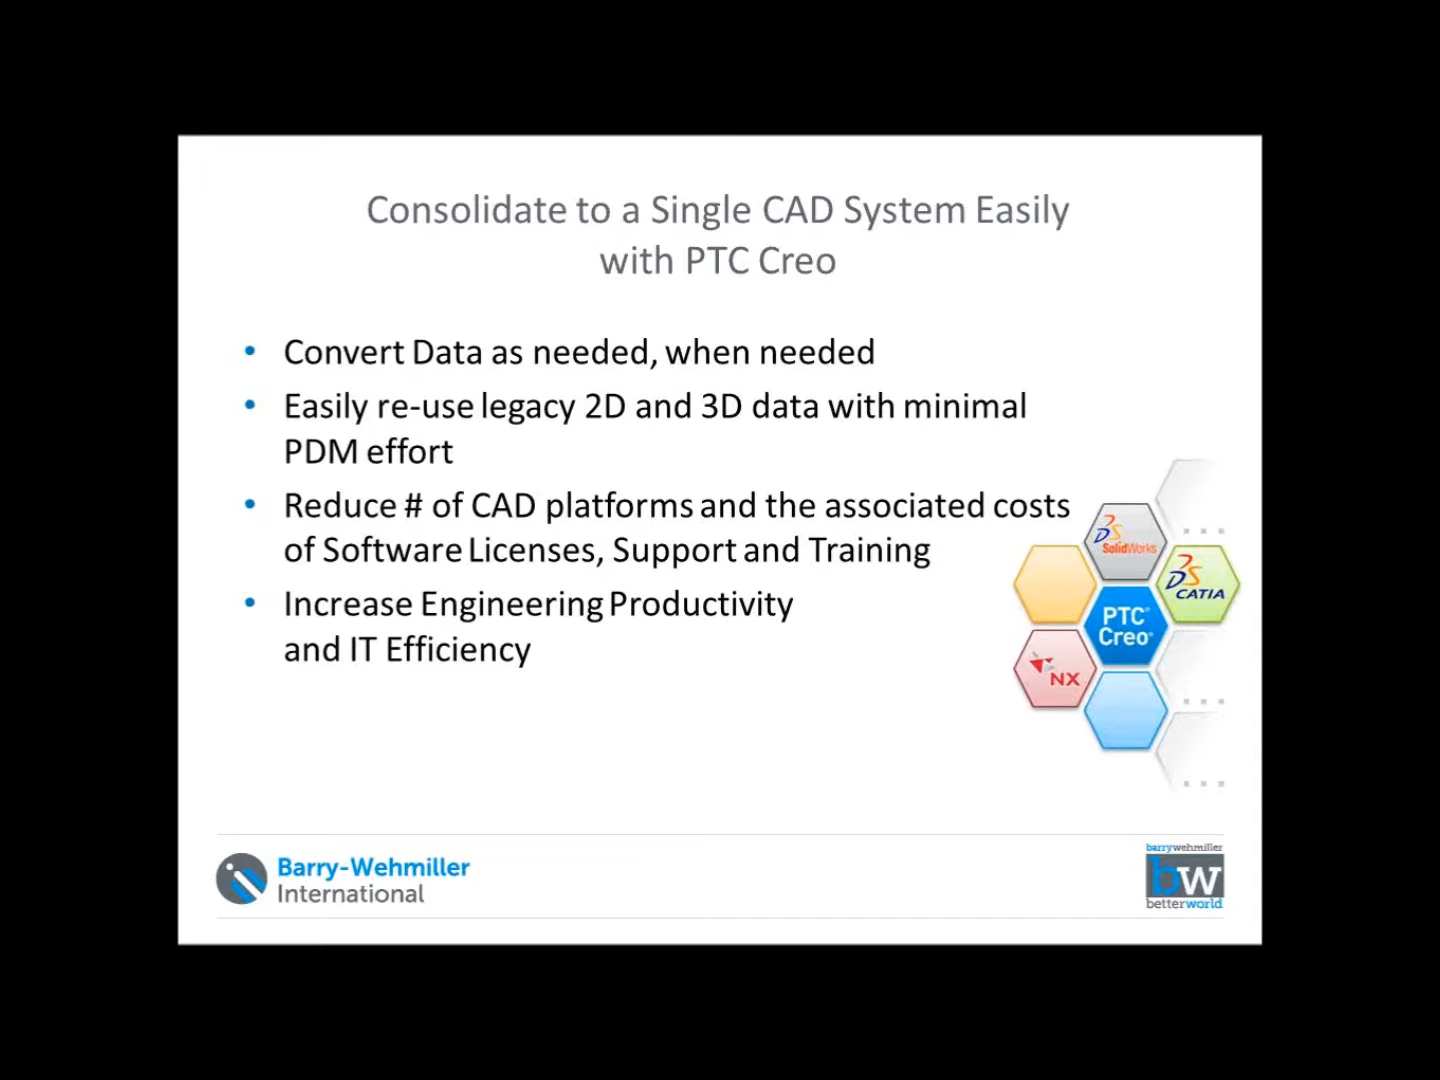 Consolidate to a Single CAD System Easily
with PTC Creo
• Convert Data as needed, when needed
• Easily re-use legacy 2D and 3D data with minimal
PDM effort
• Reduce # of CAD platforms and the associated costs
of Software Licenses, Support and Training
• Increase Engineering Productivity
and IT Efficiency
DS
SolidWorks
DS
CATIA
PTC®
Creo®
NX
Barry-Wehmiller
International
barrywehmiller
bw
betterworld